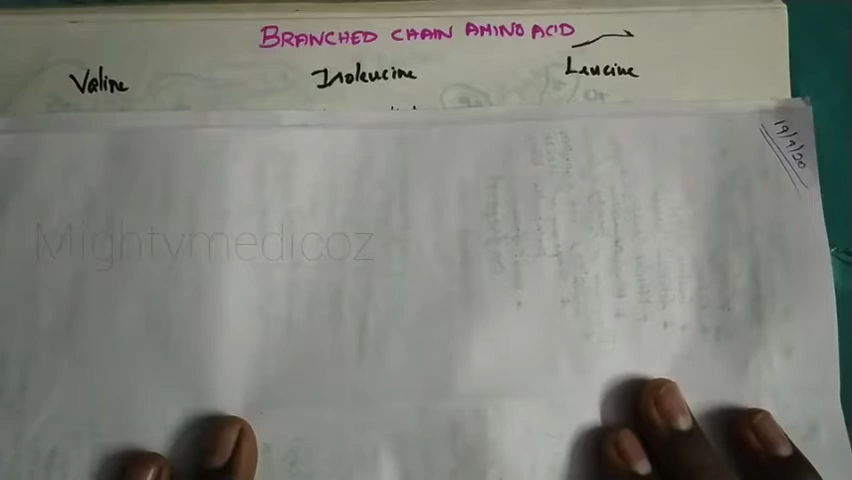 BRANCHED CHAIN AMINO ACID
Valine Isoleucine Leucine
19/9/20
Mightymedicoz